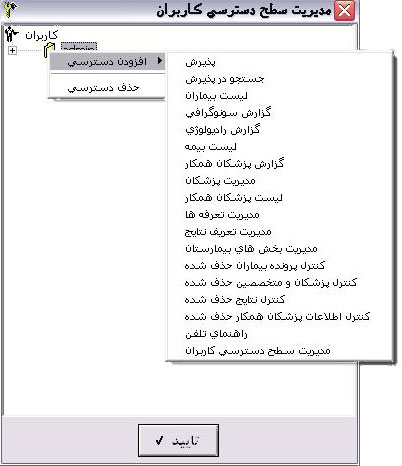 مديريت سطح دسترسي كاربران
كاربران
افزودن دسترسي
حذف دسترسي
پذيرش
جستجو در پذيرش
ليست بيماران
گزارش سونوگرافي
گزارش راديولوژي
ليست بيمه
گزارش پزشكان همكار
مديريت پزشكان
ليست پزشكان همكار
مديريت تعرفه ها
مديريت تعريف نتايج
مديريت بخش هاي بيمارستان
كنترل پرونده بيماران حذف شده
كنترل پزشكان و متخصصين حذف شده
كنترل نتايج حذف شده
كنترل اطلاعات پزشكان همكار حذف شده
راهنماي تلفن
مديريت سطح دسترسي كاربران
تاييد ✓